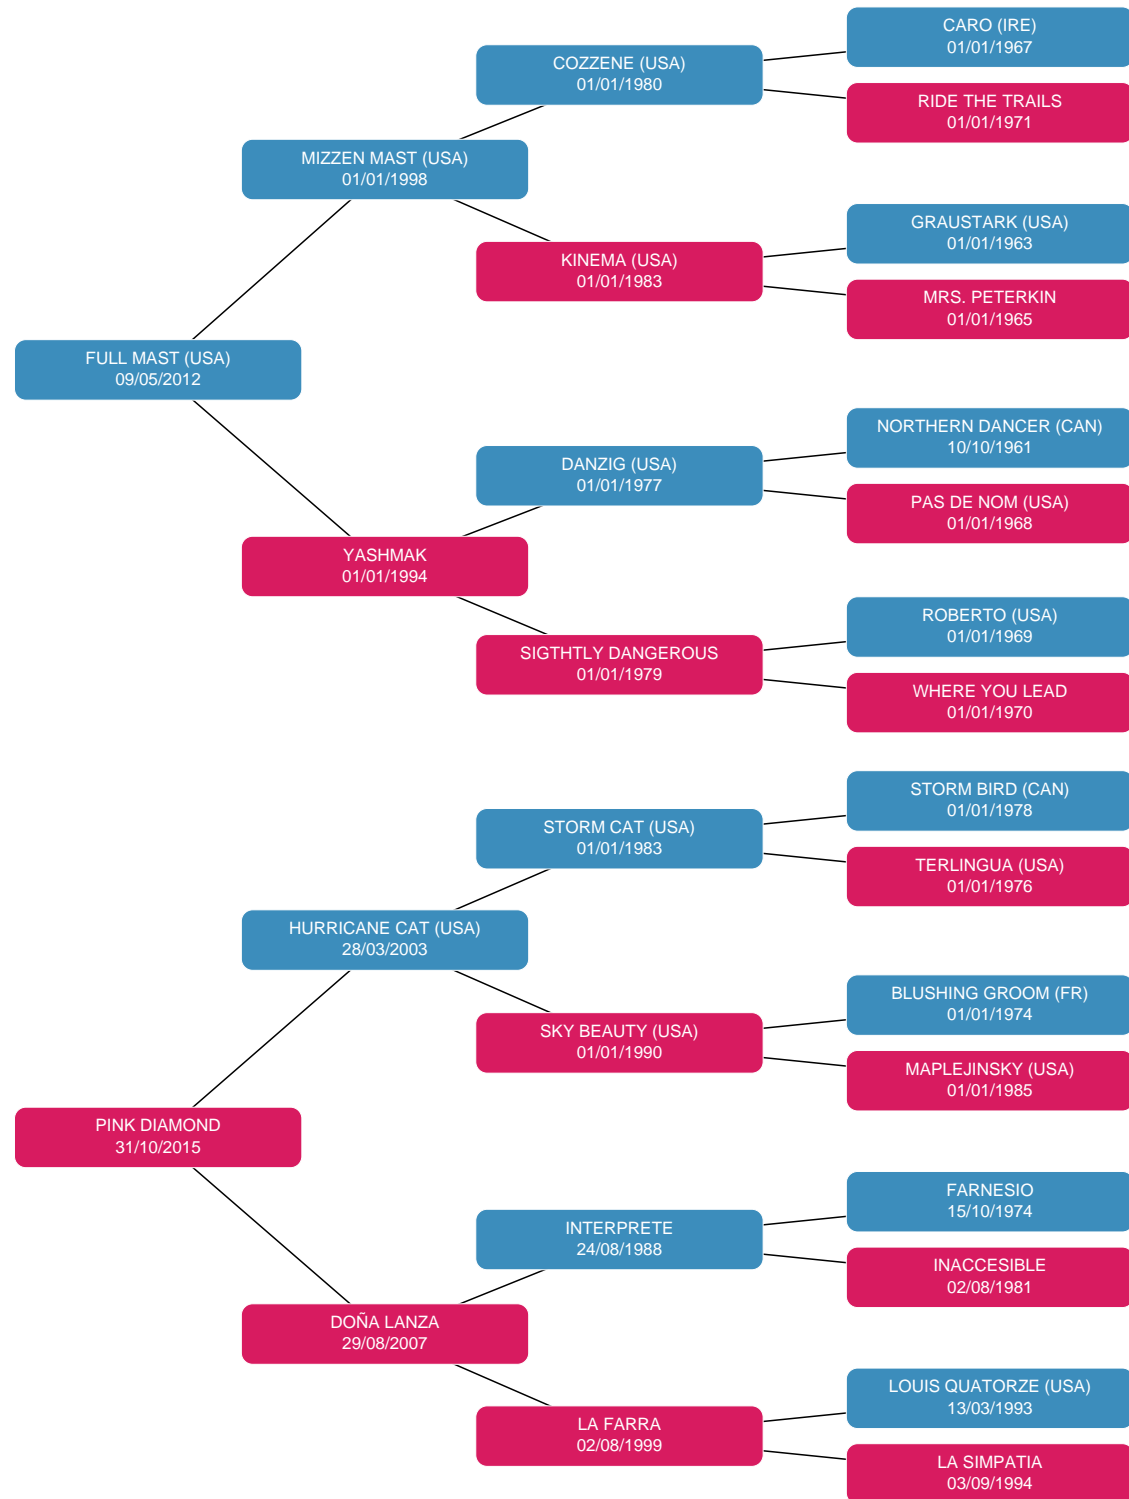 CARO (IRE)
01/01/1967
COZZENE (USA)
01/01/1980
RIDE THE TRAILS
01/01/1971
MIZZEN MAST (USA)
01/01/1998
GRAUSTARK (USA)
01/01/1963
KINEMA (USA)
01/01/1983
MRS. PETERKIN
01/01/1965
FULL MAST (USA)
09/05/2012
NORTHERN DANCER (CAN)
10/10/1961
DANZIG (USA)
01/01/1977
PAS DE NOM (USA)
01/01/1968
YASHMAK
01/01/1994
ROBERTO (USA)
01/01/1969
SIGTHTLY DANGEROUS
01/01/1979
WHERE YOU LEAD
01/01/1970
STORM BIRD (CAN)
01/01/1978
STORM CAT (USA)
01/01/1983
TERLINGUA (USA)
01/01/1976
HURRICANE CAT (USA)
28/03/2003
BLUSHING GROOM (FR)
01/01/1974
SKY BEAUTY (USA)
01/01/1990
MAPLEJINSKY (USA)
01/01/1985
PINK DIAMOND
31/10/2015
FARNESIO
15/10/1974
INTERPRETE
24/08/1988
INACCESIBLE
02/08/1981
DOÑA LANZA
29/08/2007
LOUIS QUATORZE (USA)
13/03/1993
LA FARRA
02/08/1999
LA SIMPATIA
03/09/1994